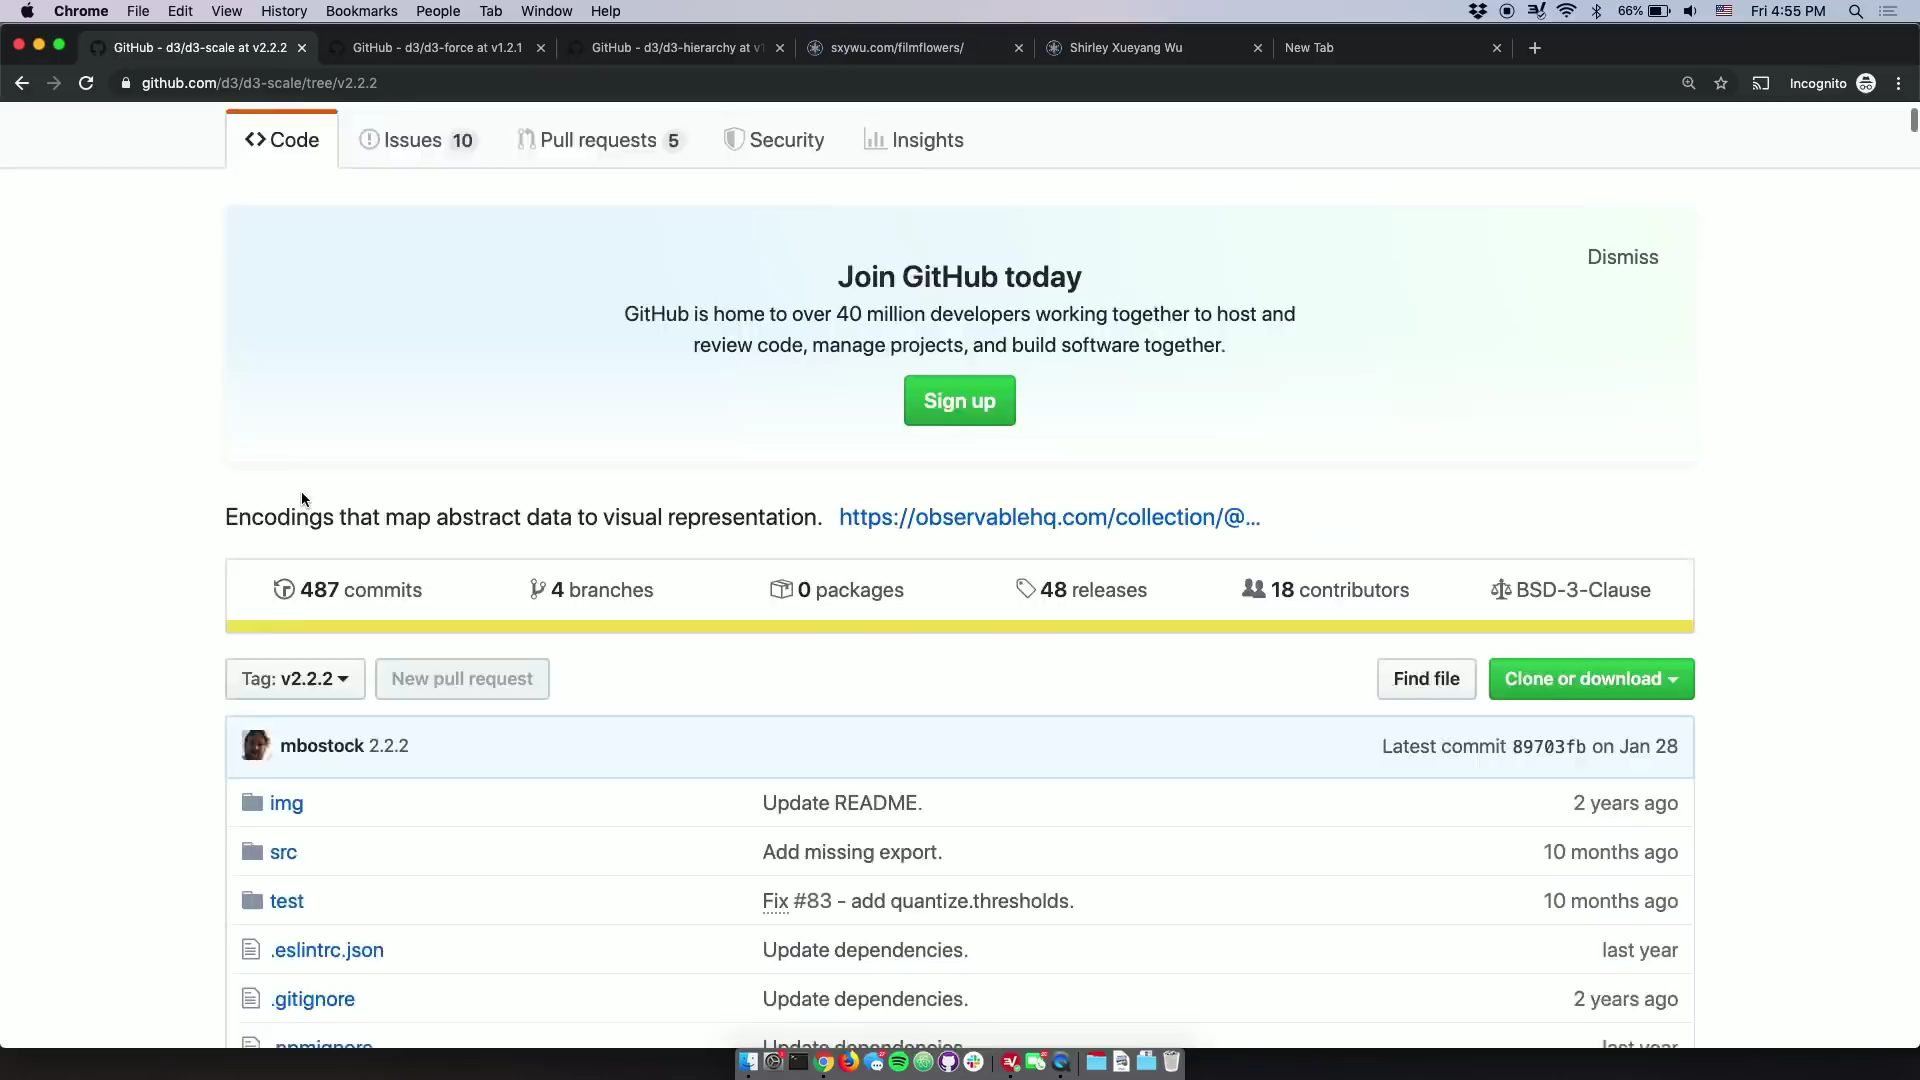 Chrome File Edit View History Bookmarks People Tab Window Help 66% Fri 4:55 PM
GitHub - d3/d3-scale at v2.2.2 GitHub - d3/d3-force at v1.2.1 GitHub - d3/d3-hierarchy at v1 sxywu.com/filmflowers/ Shirley Xueyang Wu New Tab
github.com/d3/d3-scale/tree/v2.2.2 Incognito
Code Issues 10 Pull requests 5 Security Insights
Dismiss
Join GitHub today
GitHub is home to over 40 million developers working together to host and
review code, manage projects, and build software together.
Sign up
Encodings that map abstract data to visual representation. https://observablehq.com/collection/@...
487 commits 4 branches 0 packages 48 releases 18 contributors BSD-3-Clause
Tag: v2.2.2 New pull request Find file Clone or download
mbostock 2.2.2 Latest commit 89703fb on Jan 28
img Update README. 2 years ago
src Add missing export. 10 months ago
test Fix #83 - add quantize.thresholds. 10 months ago
.eslintrc.json Update dependencies. last year
.gitignore Update dependencies. 2 years ago
.npmignore Update dependencies. last year